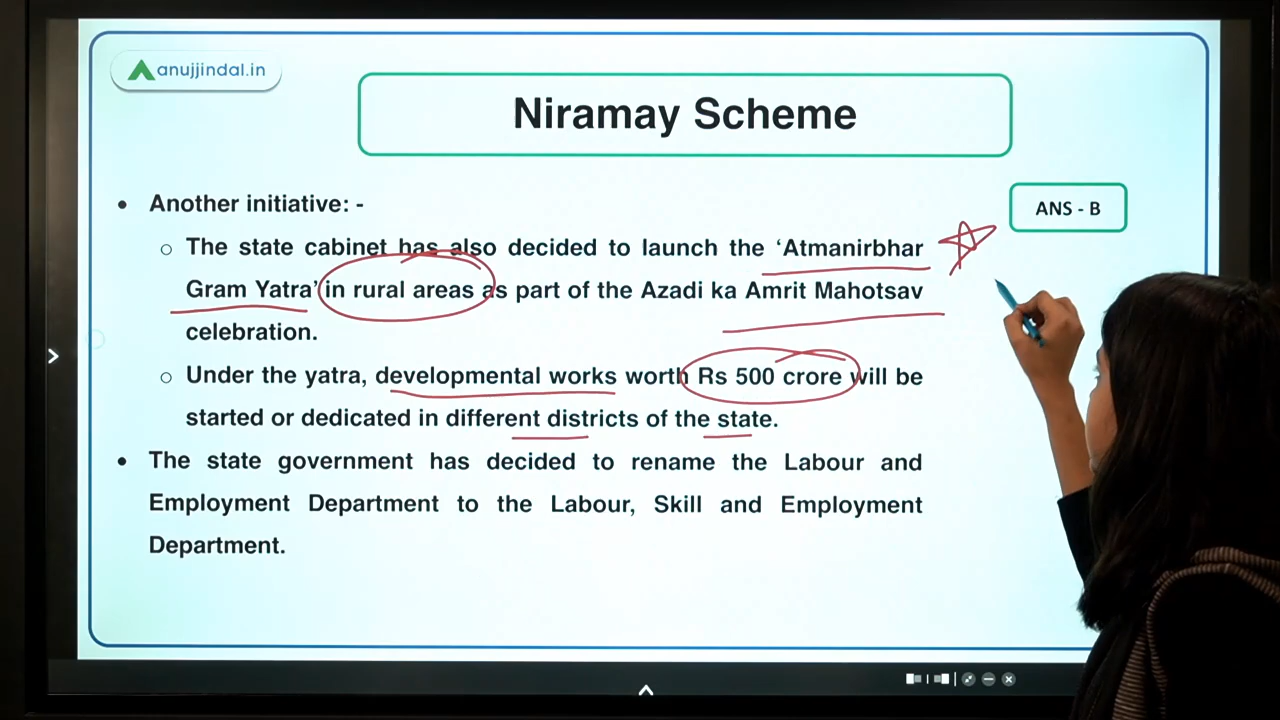 anujjindal.in
Niramay Scheme
ANS - B
• Another initiative: -
o The state cabinet has also decided to launch the ‘Atmanirbhar
Gram Yatra’ in rural areas as part of the Azadi ka Amrit Mahotsav
celebration.
o Under the yatra, developmental works worth Rs 500 crore will be
started or dedicated in different districts of the state.
• The state government has decided to rename the Labour and
Employment Department to the Labour, Skill and Employment
Department.